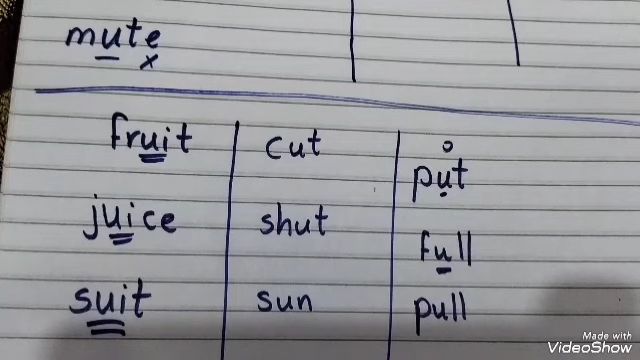 mute
x
fruit cut put
juice shut full
suit sun pull
Made with
VideoShow